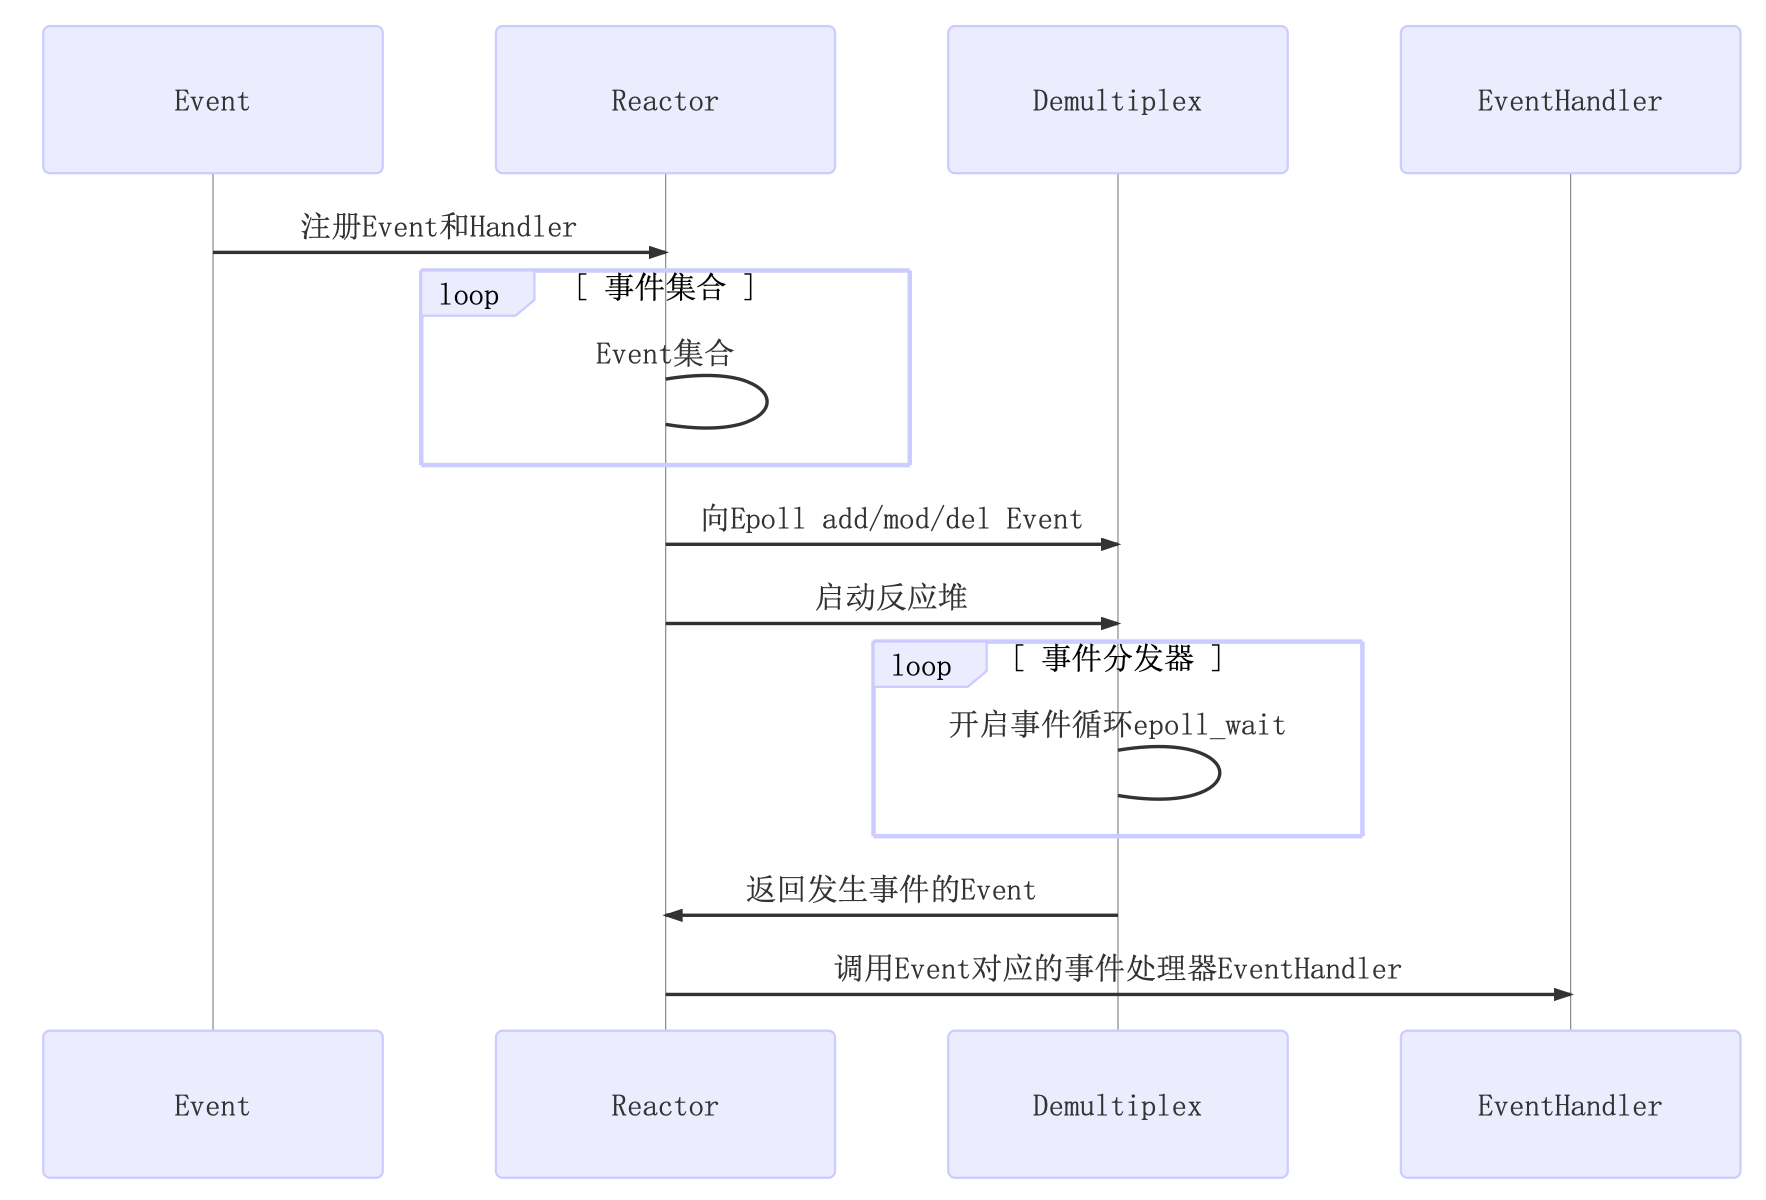 Event
Reactor
Demultiplex
EventHandler
注册Event和Handler
loop
[ 事件集合 ]
Event集合
向Epoll add/mod/del Event
启动反应堆
loop
[ 事件分发器 ]
开启事件循环epoll_wait
返回发生事件的Event
调用Event对应的事件处理器EventHandler
Event
Reactor
Demultiplex
EventHandler